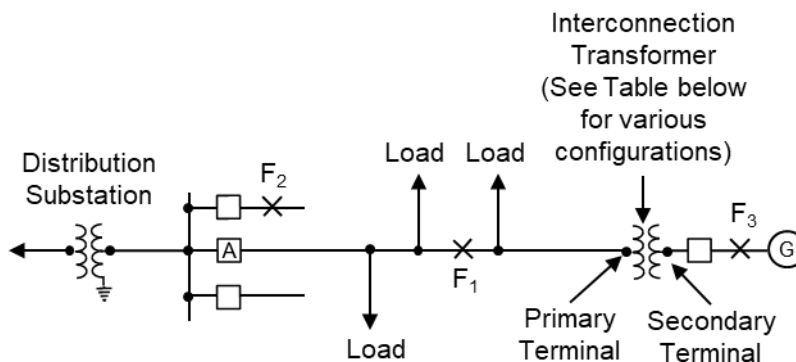 Interconnection
Transformer
(See Table below
for various
configurations)
Distribution
Substation
F2
Load
Load
F3
A
G
F1
Load
Primary
Terminal
Secondary
Terminal